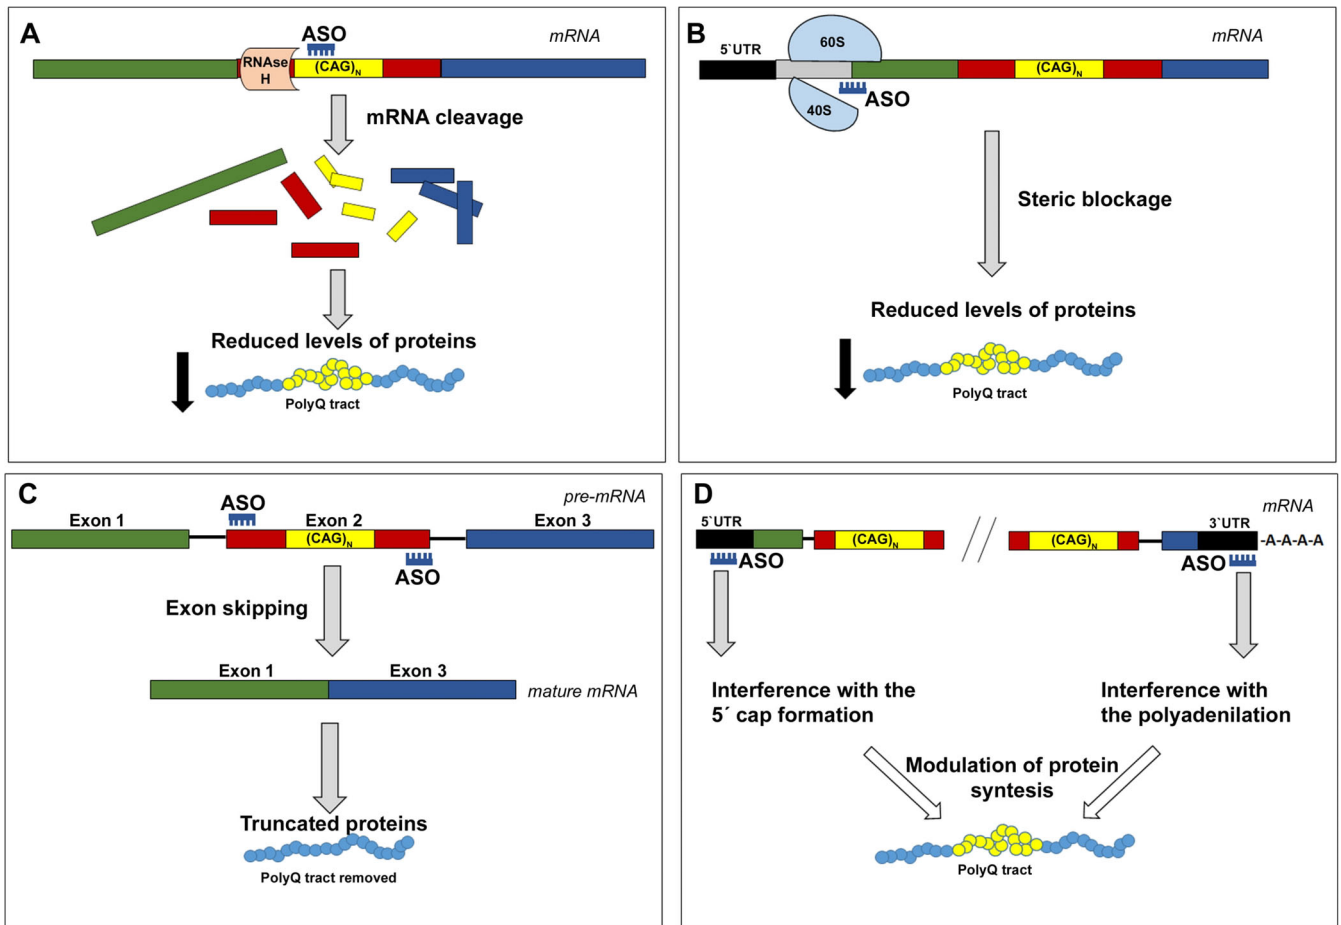 A
ASO
mRNA
RNAse
H
(CAG)N
mRNA cleavage
Reduced levels of proteins
PolyQ tract
B
5`UTR
60S
mRNA
(CAG)N
40S
ASO
Steric blockage
Reduced levels of proteins
PolyQ tract
C
pre-mRNA
ASO
Exon 1
Exon 2
Exon 3
(CAG)N
ASO
Exon skipping
Exon 1
Exon 3
mature mRNA
Truncated proteins
PolyQ tract removed
D
mRNA
5`UTR
3`UTR
(CAG)N
(CAG)N
-A-A-A-A
ASO
ASO
Interference with the
5´ cap formation
Interference with
the polyadenilation
Modulation of protein
syntesis
PolyQ tract